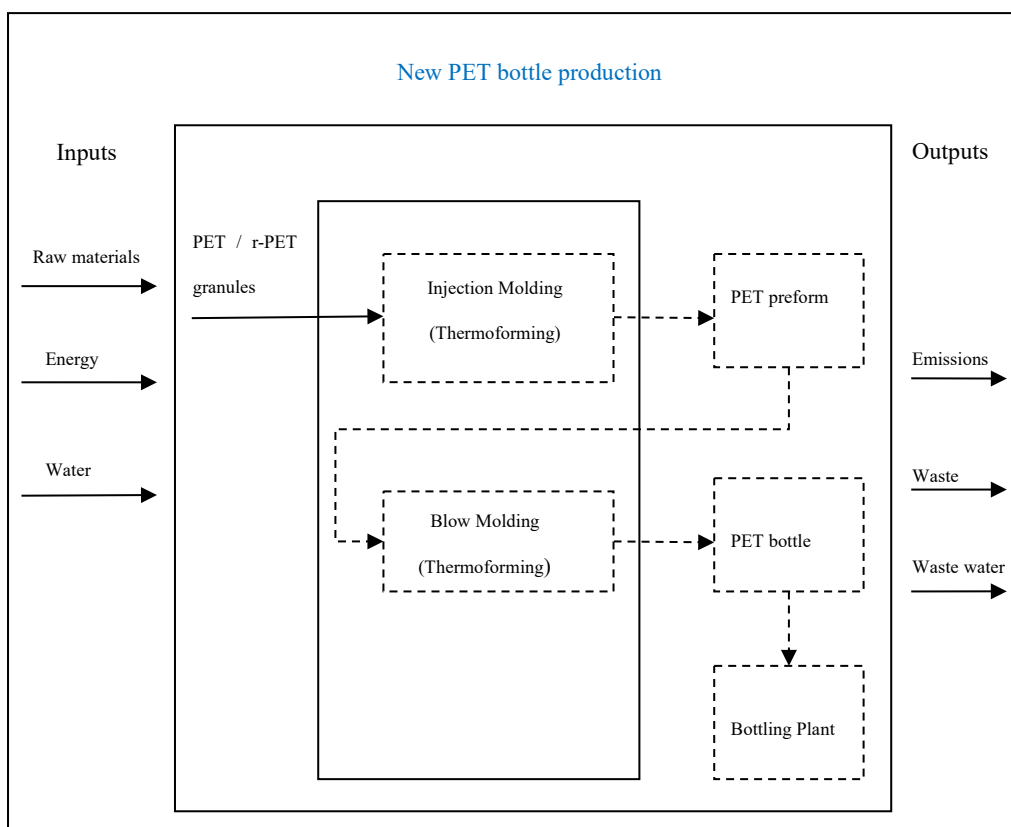 New PET bottle production
Inputs
Outputs
Raw materials
Energy
Water
PET / r-PET
granules
Injection Molding
(Thermoforming)
PET preform
Blow Molding
(Thermoforming)
PET bottle
Bottling Plant
Emissions
Waste
Waste water